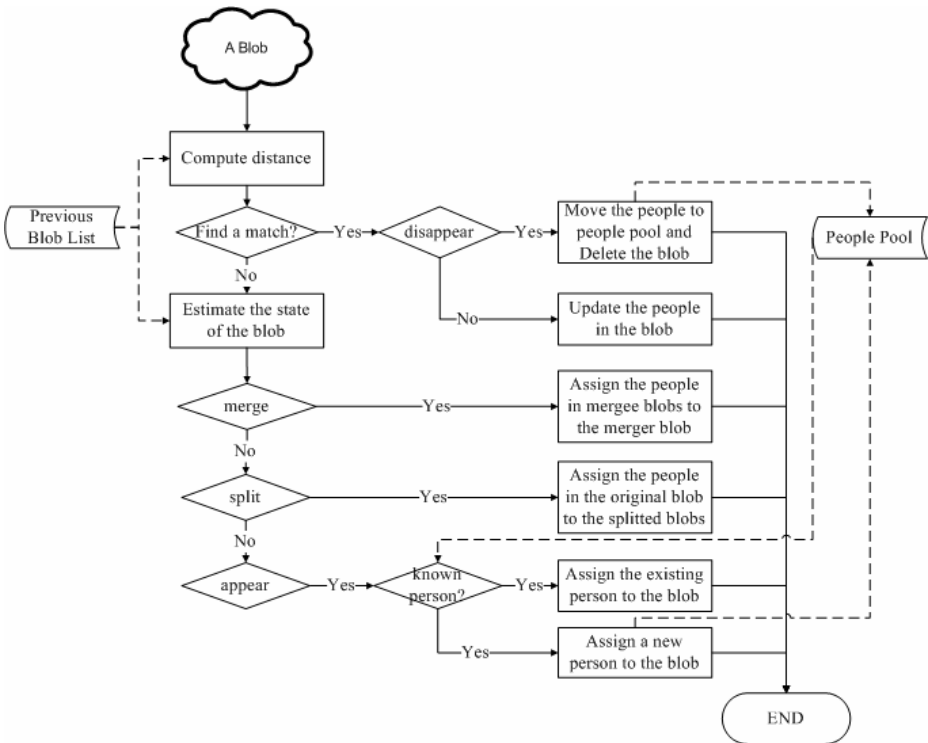 A Blob
Compute distance
Previous
Blob List
Find a match?
Yes
disappear
Yes
Move the people to
people pool and
Delete the blob
People Pool
No
No
Update the people
in the blob
Estimate the state
of the blob
merge
Yes
Assign the people
in mergee blobs to
the merger blob
No
split
Yes
Assign the people
in the original blob
to the splitted blobs
No
appear
Yes
known
person?
Yes
Assign the existing
person to the blob
Yes
Assign a new
person to the blob
END